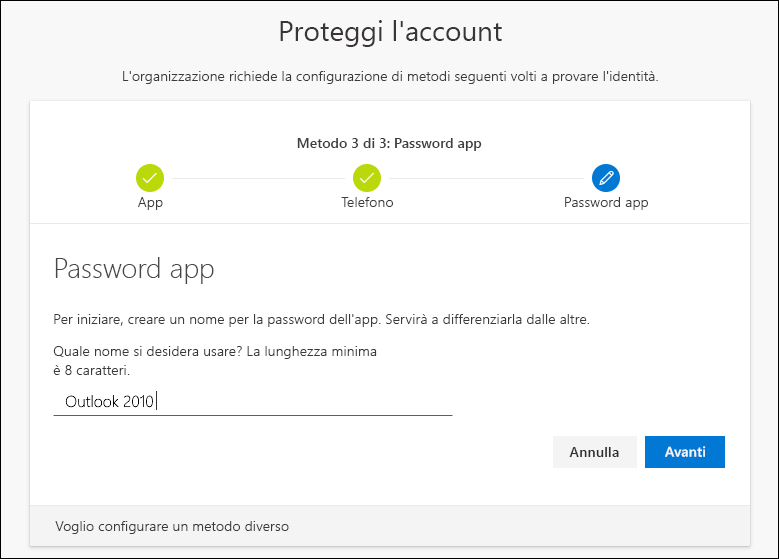 Proteggi l'account
L'organizzazione richiede la configurazione di metodi seguenti volti a provare l'identità.
Metodo 3 di 3: Password app
App
Telefono
Password app
Password app
Per iniziare, creare un nome per la password dell'app. Servirà a differenziarla dalle altre.
Quale nome si desidera usare? La lunghezza minima
è 8 caratteri.
Outlook 2010
Annulla
Avanti
Voglio configurare un metodo diverso